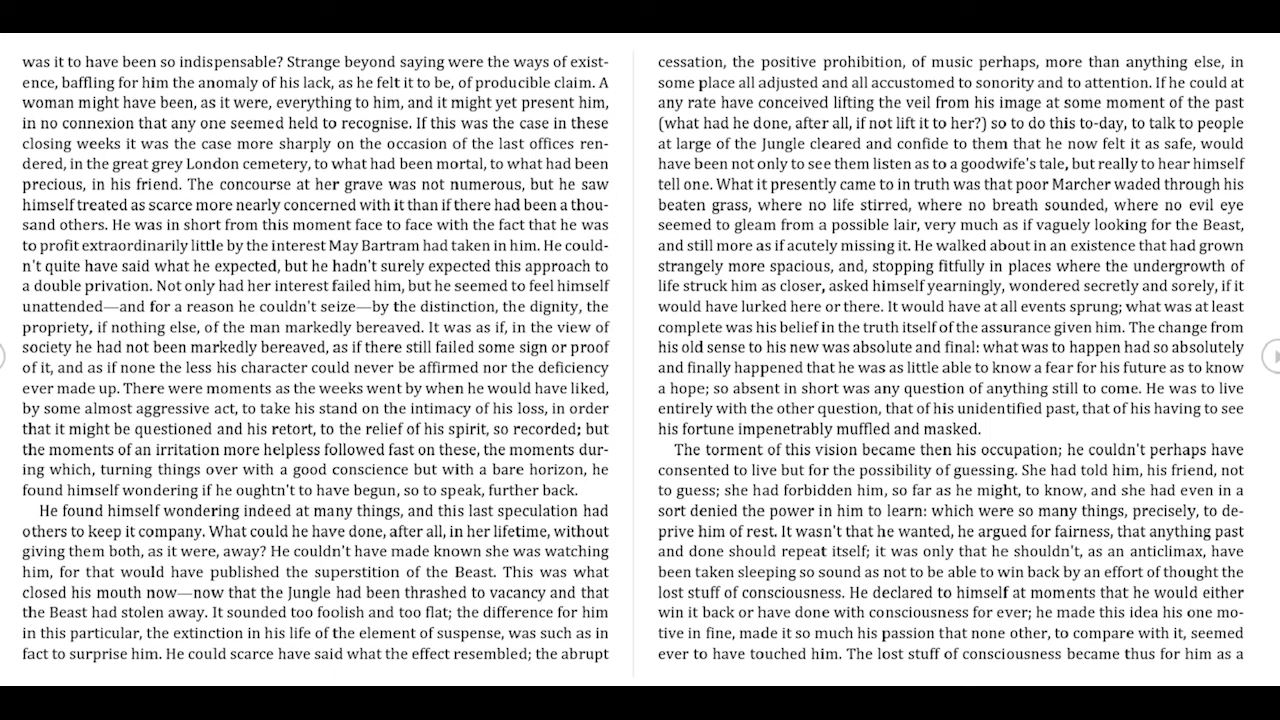 was it to have been so indispensable? Strange beyond saying were the ways of exist-
ence, baffling for him the anomaly of his lack, as he felt it to be, of producible claim. A
woman might have been, as it were, everything to him, and it might yet present him,
in no connexion that any one seemed held to recognise. If this was the case in these
closing weeks it was the case more sharply on the occasion of the last offices ren-
dered, in the great grey London cemetery, to what had been mortal, to what had been
precious, in his friend. The concourse at her grave was not numerous, but he saw
himself treated as scarce more nearly concerned with it than if there had been a thou-
sand others. He was in short from this moment face to face with the fact that he was
to profit extraordinarily little by the interest May Bartram had taken in him. He could-
n't quite have said what he expected, but he hadn't surely expected this approach to
a double privation. Not only had her interest failed him, but he seemed to feel himself
unattended—and for a reason he couldn't seize—by the distinction, the dignity, the
propriety, if nothing else, of the man markedly bereaved. It was as if, in the view of
society he had not been markedly bereaved, as if there still failed some sign or proof
of it, and as if none the less his character could never be affirmed nor the deficiency
ever made up. There were moments as the weeks went by when he would have liked,
by some almost aggressive act, to take his stand on the intimacy of his loss, in order
that it might be questioned and his retort, to the relief of his spirit, so recorded; but
the moments of an irritation more helpless followed fast on these, the moments dur-
ing which, turning things over with a good conscience but with a bare horizon, he
found himself wondering if he oughtn't to have begun, so to speak, further back.
He found himself wondering indeed at many things, and this last speculation had
others to keep it company. What could he have done, after all, in her lifetime, without
giving them both, as it were, away? He couldn't have made known she was watching
him, for that would have published the superstition of the Beast. This was what
closed his mouth now—now that the Jungle had been thrashed to vacancy and that
the Beast had stolen away. It sounded too foolish and too flat; the difference for him
in this particular, the extinction in his life of the element of suspense, was such as in
fact to surprise him. He could scarce have said what the effect resembled; the abrupt
cessation, the positive prohibition, of music perhaps, more than anything else, in
some place all adjusted and all accustomed to sonority and to attention. If he could at
any rate have conceived lifting the veil from his image at some moment of the past
(what had he done, after all, if not lift it to her?) so to do this to-day, to talk to people
at large of the Jungle cleared and confide to them that he now felt it as safe, would
have been not only to see them listen as to a goodwife's tale, but really to hear himself
tell one. What it presently came to in truth was that poor Marcher waded through his
beaten grass, where no life stirred, where no breath sounded, where no evil eye
seemed to gleam from a possible lair, very much as if vaguely looking for the Beast,
and still more as if acutely missing it. He walked about in an existence that had grown
strangely more spacious, and, stopping fitfully in places where the undergrowth of
life struck him as closer, asked himself yearningly, wondered secretly and sorely, if it
would have lurked here or there. It would have at all events sprung; what was at least
complete was his belief in the truth itself of the assurance given him. The change from
his old sense to his new was absolute and final: what was to happen had so absolutely
and finally happened that he was as little able to know a fear for his future as to know
a hope; so absent in short was any question of anything still to come. He was to live
entirely with the other question, that of his unidentified past, that of his having to see
his fortune impenetrably muffled and masked.
The torment of this vision became then his occupation; he couldn't perhaps have
consented to live but for the possibility of guessing. She had told him, his friend, not
to guess; she had forbidden him, so far as he might, to know, and she had even in a
sort denied the power in him to learn: which were so many things, precisely, to de-
prive him of rest. It wasn't that he wanted, he argued for fairness, that anything past
and done should repeat itself; it was only that he shouldn't, as an anticlimax, have
been taken sleeping so sound as not to be able to win back by an effort of thought the
lost stuff of consciousness. He declared to himself at moments that he would either
win it back or have done with consciousness for ever; he made this idea his one mo-
tive in fine, made it so much his passion that none other, to compare with it, seemed
ever to have touched him. The lost stuff of consciousness became thus for him as a